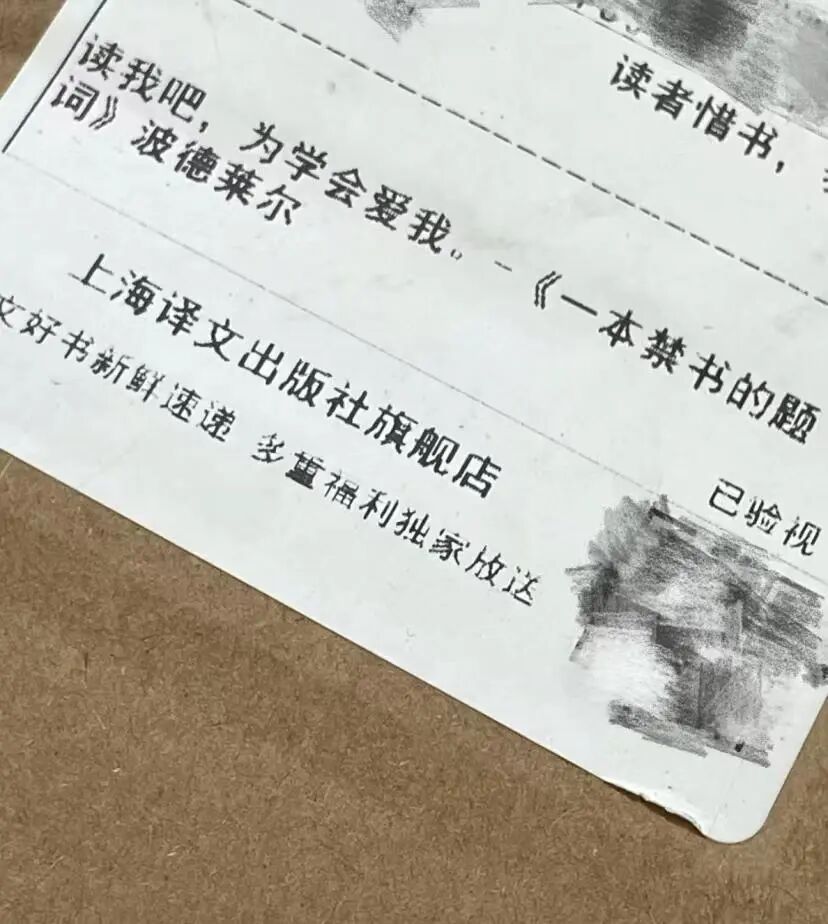 读者惜书，
读我吧，为学会爱我。-《一本禁书的题
词》波德莱尔
已验视
上海译文出版社旗舰店
文好书新鲜速递 多重福利独家放送